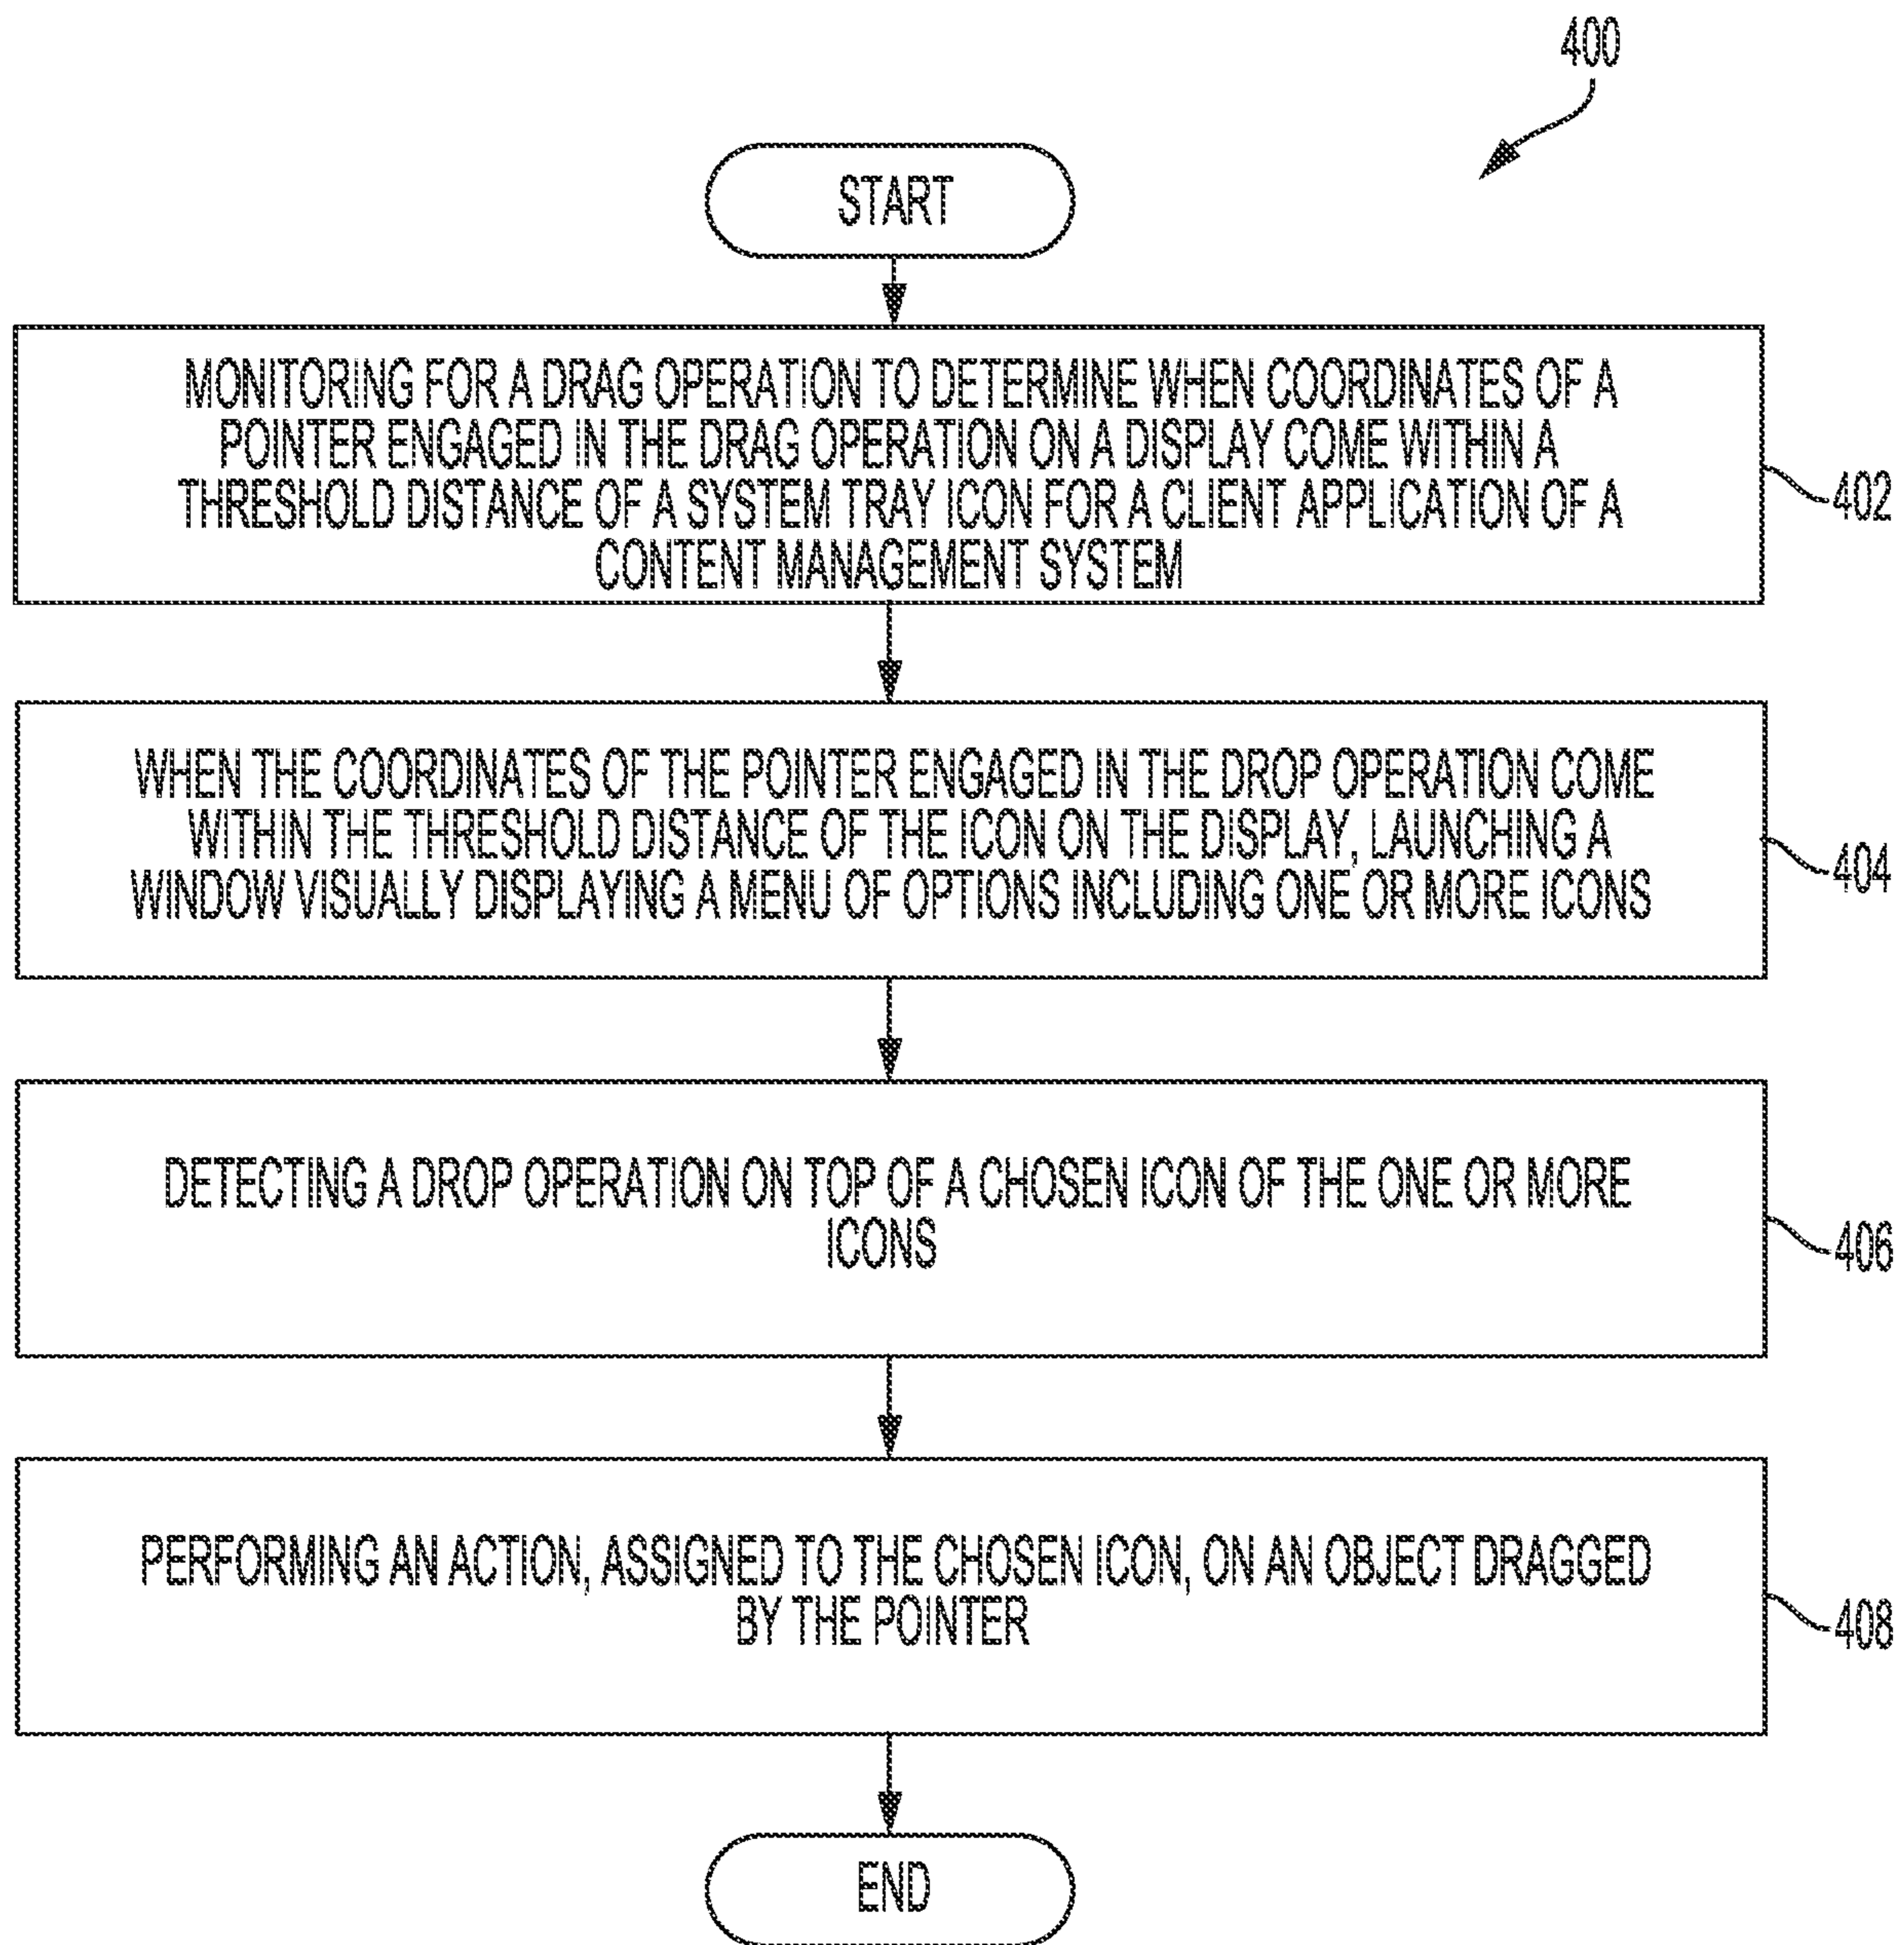 400
START
MONITORING FOR A DRAG OPERATION TO DETERMINE WHEN COORDINATES OF A
POINTER ENGAGED IN THE DRAG OPERATION ON A DISPLAY COME WITHIN A
THRESHOLD DISTANCE OF A SYSTEM TRAY ICON FOR A CLIENT APPLICATION OF A
CONTENT MANAGEMENT SYSTEM
402
WHEN THE COORDINATES OF THE POINTER ENGAGED IN THE DROP OPERATION COME
WITHIN THE THRESHOLD DISTANCE OF THE ICON ON THE DISPLAY, LAUNCHING A
WINDOW VISUALLY DISPLAYING A MENU OF OPTIONS INCLUDING ONE OR MORE ICONS
404
DETECTING A DROP OPERATION ON TOP OF A CHOSEN ICON OF THE ONE OR MORE
ICONS
406
PERFORMING AN ACTION, ASSIGNED TO THE CHOSEN ICON, ON AN OBJECT DRAGGED
BY THE POINTER
408
END